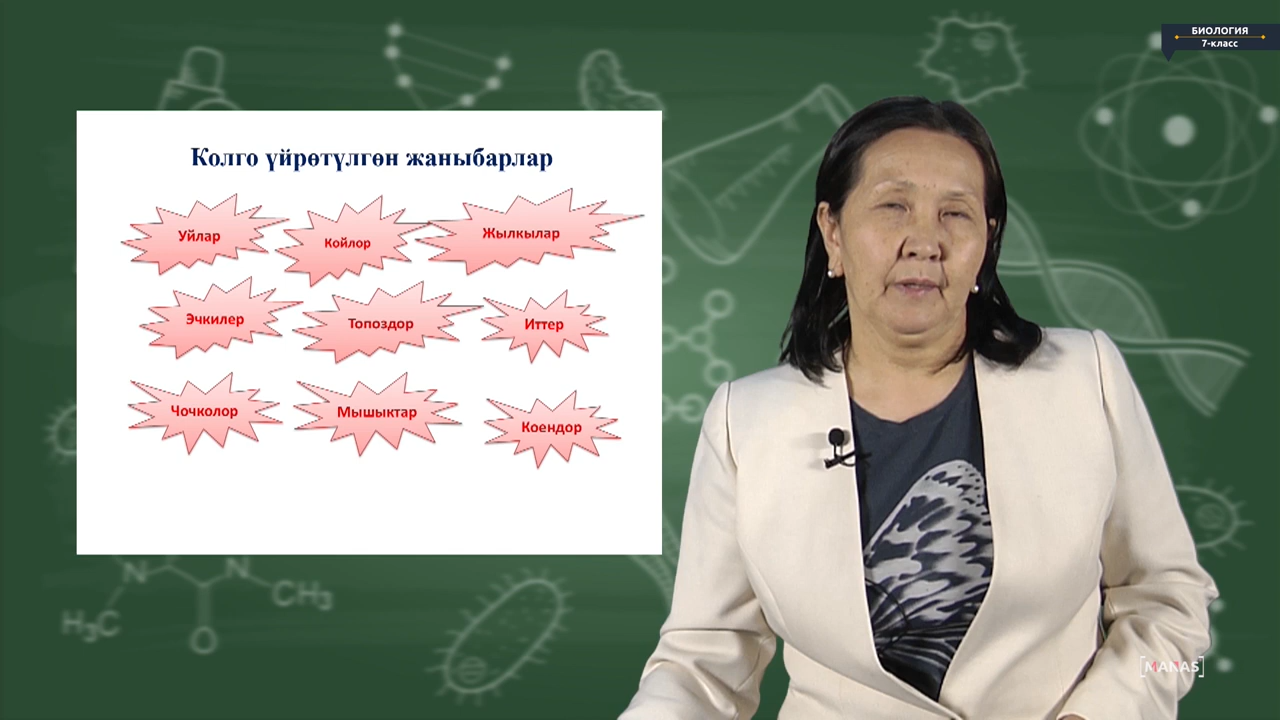 БИОЛОГИЯ
7-класс
Колго үйрөтүлгөн жаныбарлар
Уйлар
Койлор
Жылкылар
Эчкилер
Топоздор
Иттер
Чочколор
Мышыктар
Коендор
H₃C
N
N
O
CH₃
[MANAS]